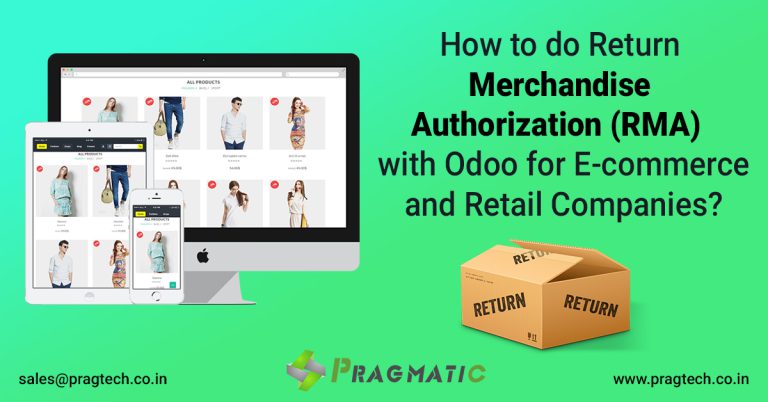 How to do Return
Merchandise
Authorization (RMA)
with Odoo for E-commerce
and Retail Companies?
ALL PRODUCTS
ALL PRODUCTS
ALL PRODUCTS
RETURN
RETURN
RETURN
PRAGMATIC
sales@pragtech.co.in
www.pragtech.co.in